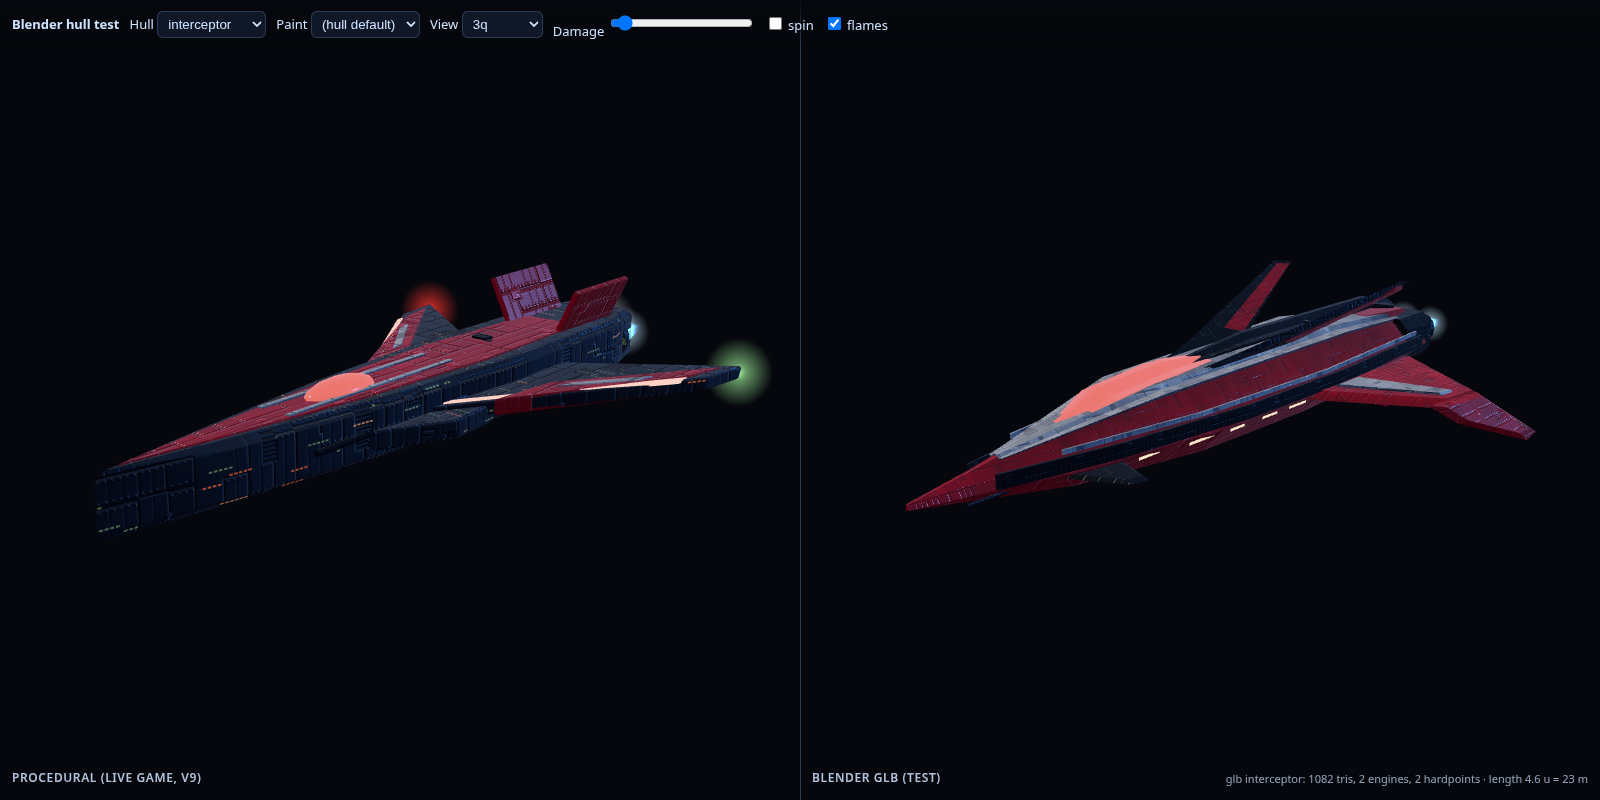 Blender hull test Hull interceptor Paint (hull default) View 3q Damage spin flames
PROCEDURAL (LIVE GAME, V9)
BLENDER GLB (TEST)
glb interceptor: 1082 tris, 2 engines, 2 hardpoints · length 4.6 u = 23 m